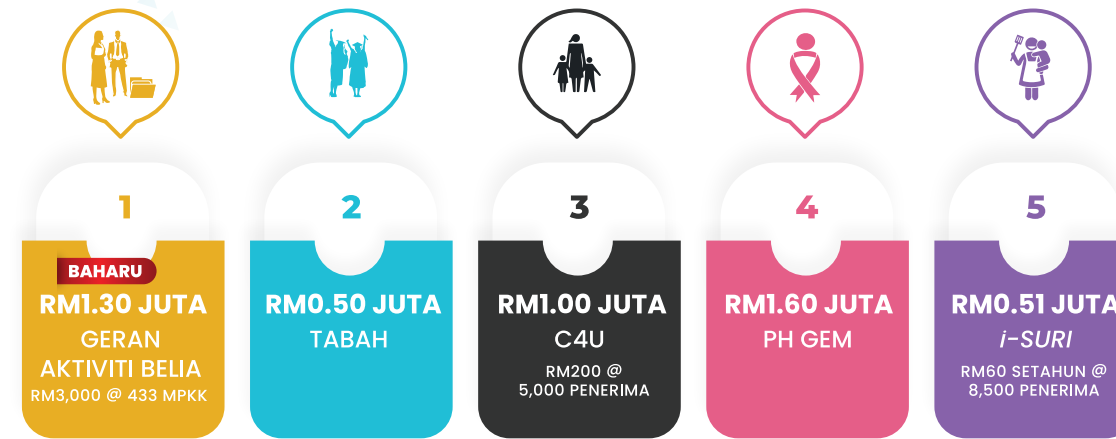 1
BAHARU
RM1.30 JUTA
GERAN
AKTIVITI BELIA
RM3,000 @ 433 MPKK
2
RM0.50 JUTA
TABAH
3
RM1.00 JUTA
C4U
RM200 @
5,000 PENERIMA
4
RM1.60 JUTA
PH GEM
5
RM0.51 JUTA
i-SURI
RM60 SETAHUN @
8,500 PENERIMA